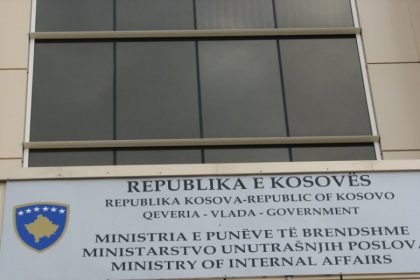 REPUBLIKA E KOSOVËS
REPUBLIKA KOSOVA-REPUBLIC OF KOSOVO
QEVERIA - VLADA - GOVERNMENT
MINISTRIA E PUNËVE TË BRENDSHME
MINISTARSTVO UNUTRAŠNJIH POSLOVA
MINISTRY OF INTERNAL AFFAIRS